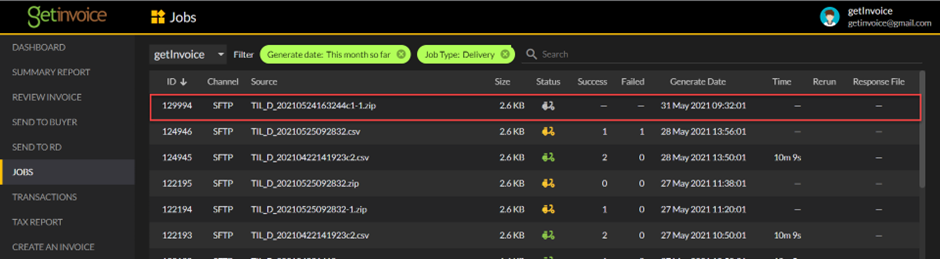 getinvoice
Jobs
getInvoice
getinvoice@gmail.com
DASHBOARD
SUMMARY REPORT
REVIEW INVOICE
SEND TO BUYER
SEND TO RD
JOBS
TRANSACTIONS
TAX REPORT
CREATE AN INVOICE
getInvoice Filter Generate date: This month so far Job Type: Delivery Search
ID Channel Source Size Status Success Failed Generate Date Time Rerun Response File
129994 SFTP TIL_D_20210524163244c1-1.zip 2.6 KB — — 31 May 2021 09:32:01 — —
124946 SFTP TIL_D_20210525092832.csv 2.6 KB 1 1 28 May 2021 13:56:01 — —
124945 SFTP TIL_D_20210422141923c2.csv 2.6 KB 2 0 28 May 2021 13:50:01 10m 9s —
122195 SFTP TIL_D_20210525092832.zip 2.6 KB 0 0 27 May 2021 11:38:01 — —
122194 SFTP TIL_D_20210525092832-1.zip 2.6 KB 1 0 27 May 2021 11:20:01 — —
122193 SFTP TIL_D_20210422141923c2.csv 2.6 KB 2 0 27 May 2021 10:50:01 10m 9s —